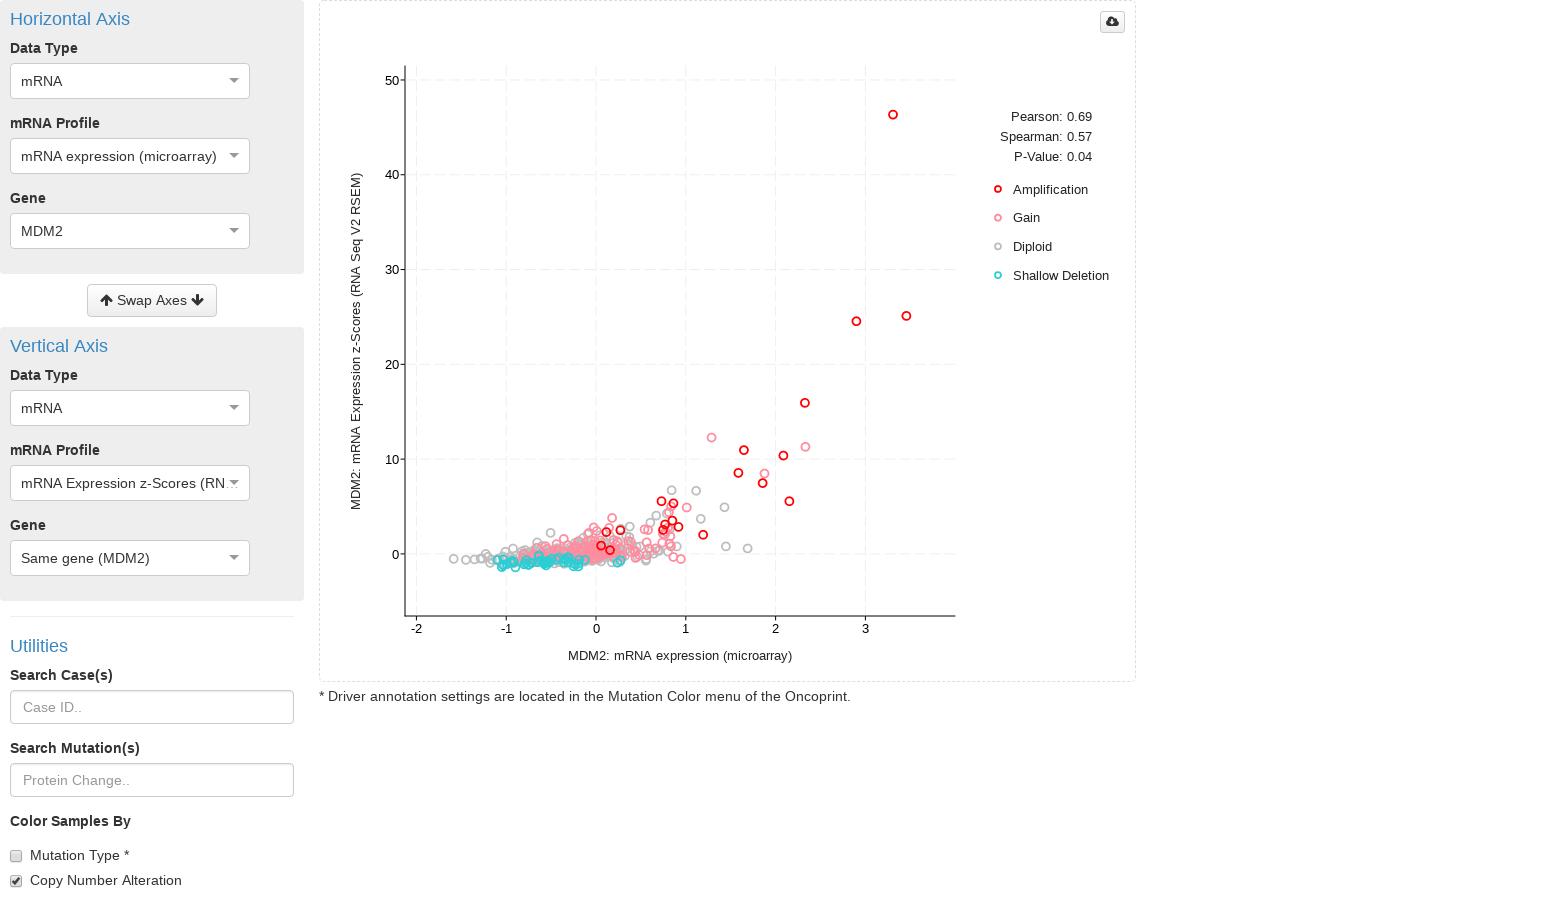 Horizontal Axis
Data Type
mRNA
mRNA Profile
mRNA expression (microarray)
Gene
MDM2
Swap Axes
Vertical Axis
Data Type
mRNA
mRNA Profile
mRNA Expression z-Scores (RN...
Gene
Same gene (MDM2)
Utilities
Search Case(s)
Case ID..
Search Mutation(s)
Protein Change..
Color Samples By
Mutation Type *
Copy Number Alteration
MDM2: mRNA Expression z-Scores (RNA Seq V2 RSEM)
50
40
30
20
10
0
-2 -1 0 1 2 3
MDM2: mRNA expression (microarray)
Pearson: 0.69
Spearman: 0.57
P-Value: 0.04
Amplification
Gain
Diploid
Shallow Deletion
* Driver annotation settings are located in the Mutation Color menu of the Oncoprint.